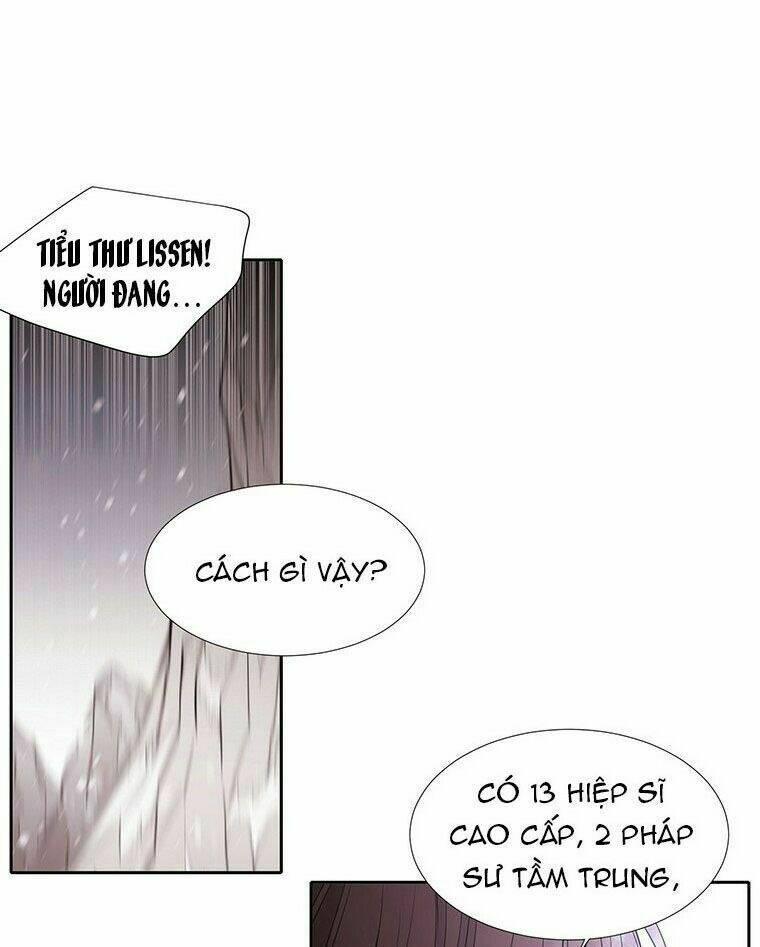 TIỂU THƯ LISSEN!
NGƯỜI ĐANG...
CÁCH GÌ VẬY?
CÓ 13 HIỆP SĨ
CAO CẤP, 2 PHÁP
SƯ TẦM TRUNG,